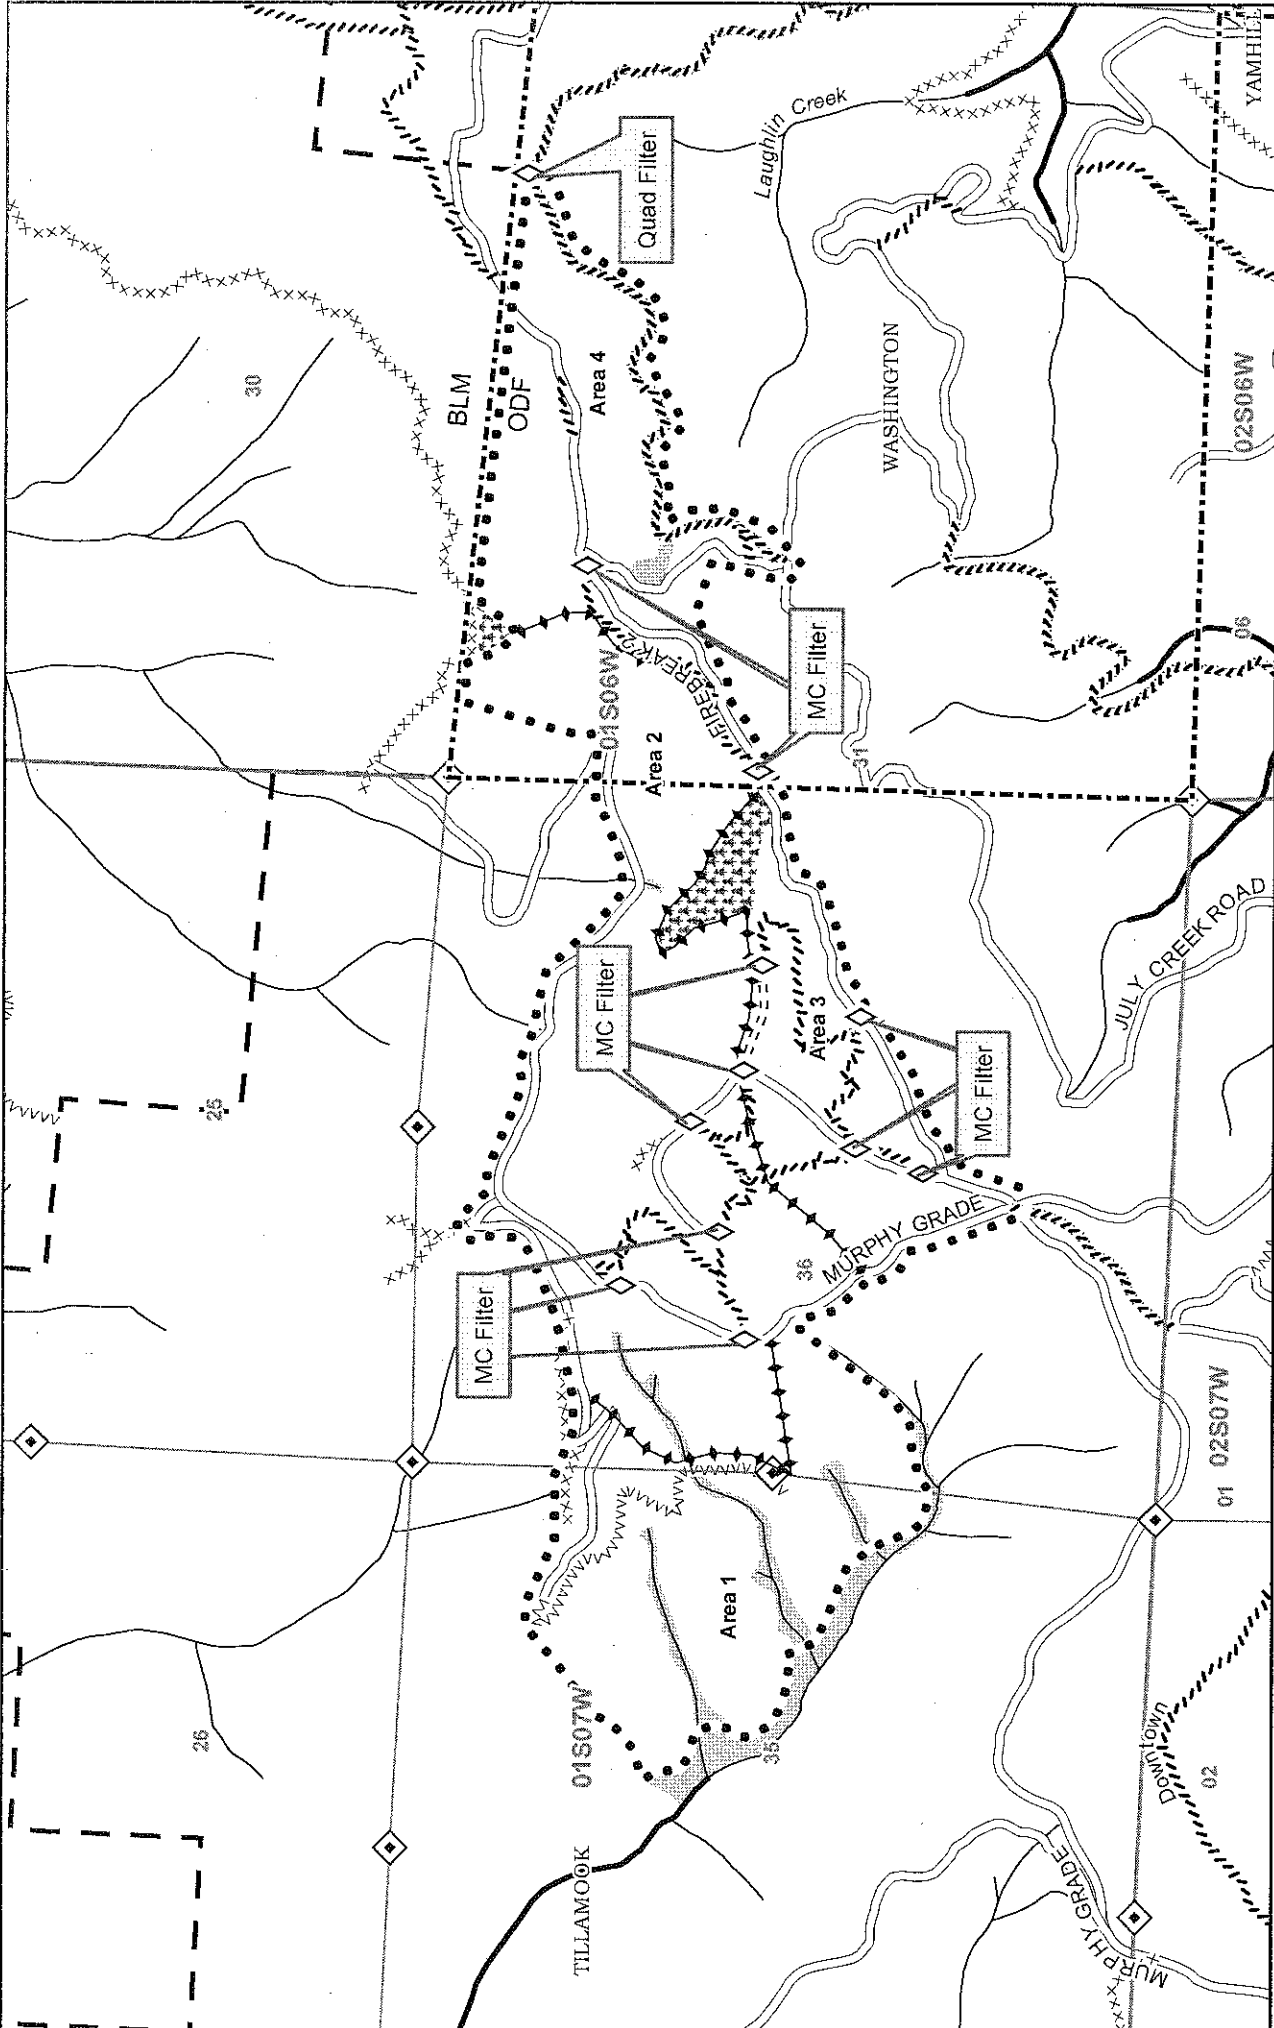 YAMHILL
Laughlin Creek
Quad Filter
30
BLM
ODF
Area 4
WASHINGTON
02S06W
FIREBREAK
01S06W
MC Filter
06
Area 2
31
JULY CREEK ROAD
MC Filter
Area 3
MC Filter
25
MURPHY GRADE
36
MC Filter
02S07W
01
Area 1
01S07W
35
26
Downtown
02
TILLAMOOK
MURPHY GRADE